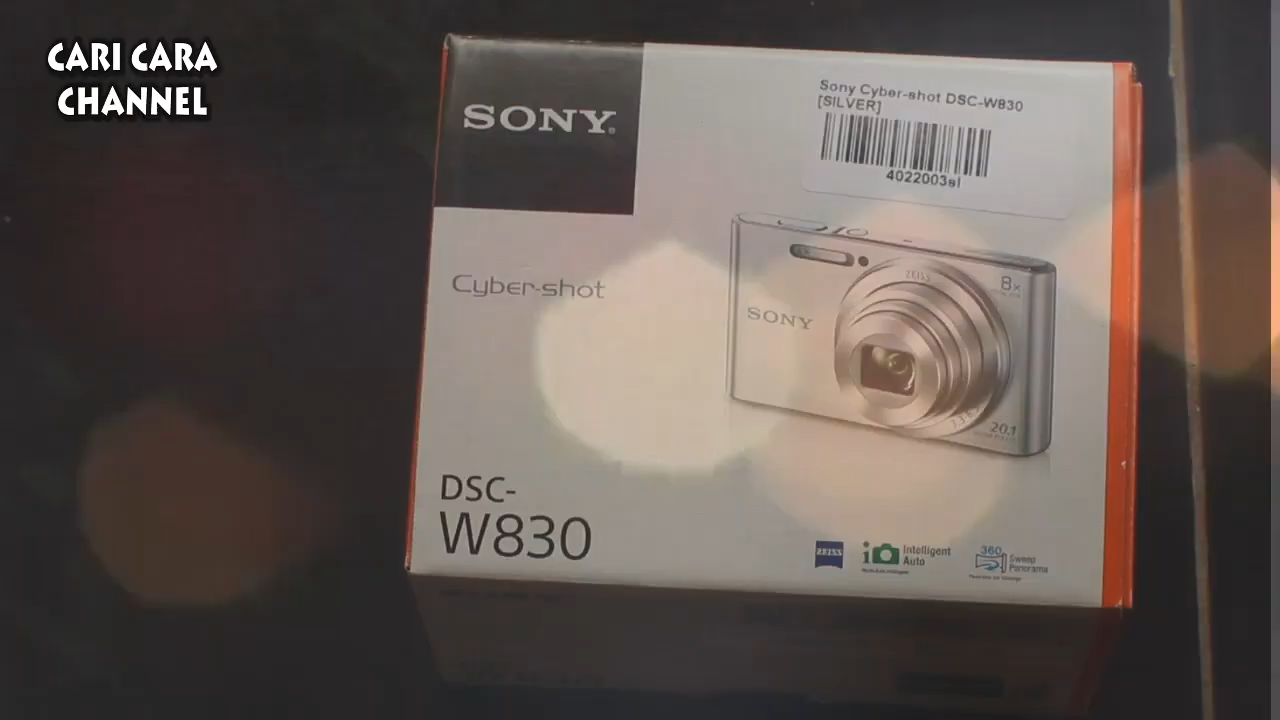 CARI CARA
CHANNEL
SONY
Sony Cyber-shot DSC-W830
[SILVER]
4022003sl
Cyber-shot
ZEISS
8x
SONY
20.1
DSC-
W830
ZEISS
i Intelligent
Auto
360
Sweep
Panorama